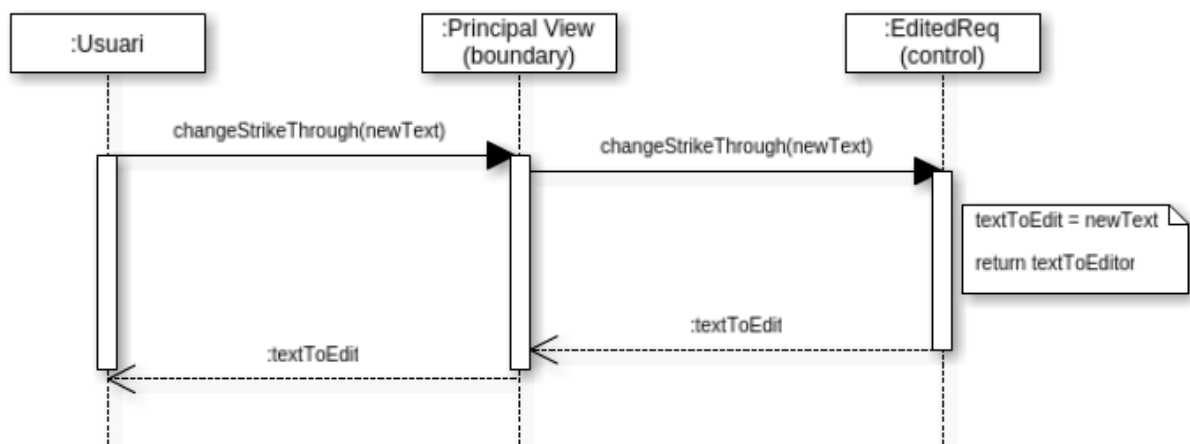 :Usuari
:Principal View
(boundary)
:EditedReq
(control)
changeStrikeThrough(newText)
changeStrikeThrough(newText)
textToEdit = newText
return textToEditor
:textToEdit
:textToEdit